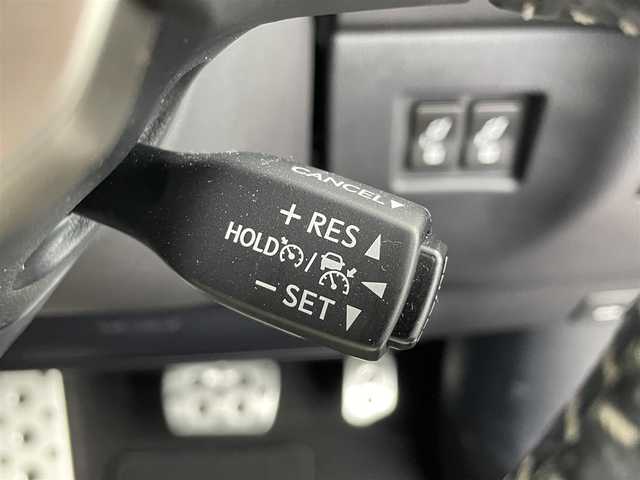 CANCEL▼
+ RES ▲
HOLD / ◀
− SET ▼